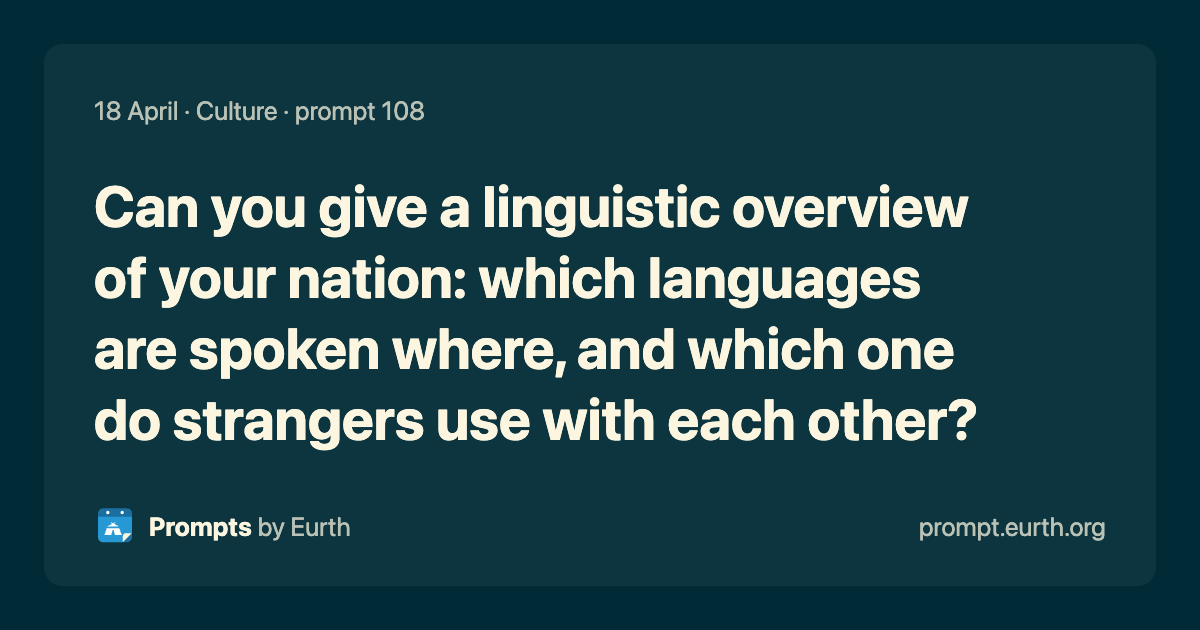 18 April · Culture · prompt 108
Can you give a linguistic overview
of your nation: which languages
are spoken where, and which one
do strangers use with each other?
Prompts by Eurth
prompt.eurth.org